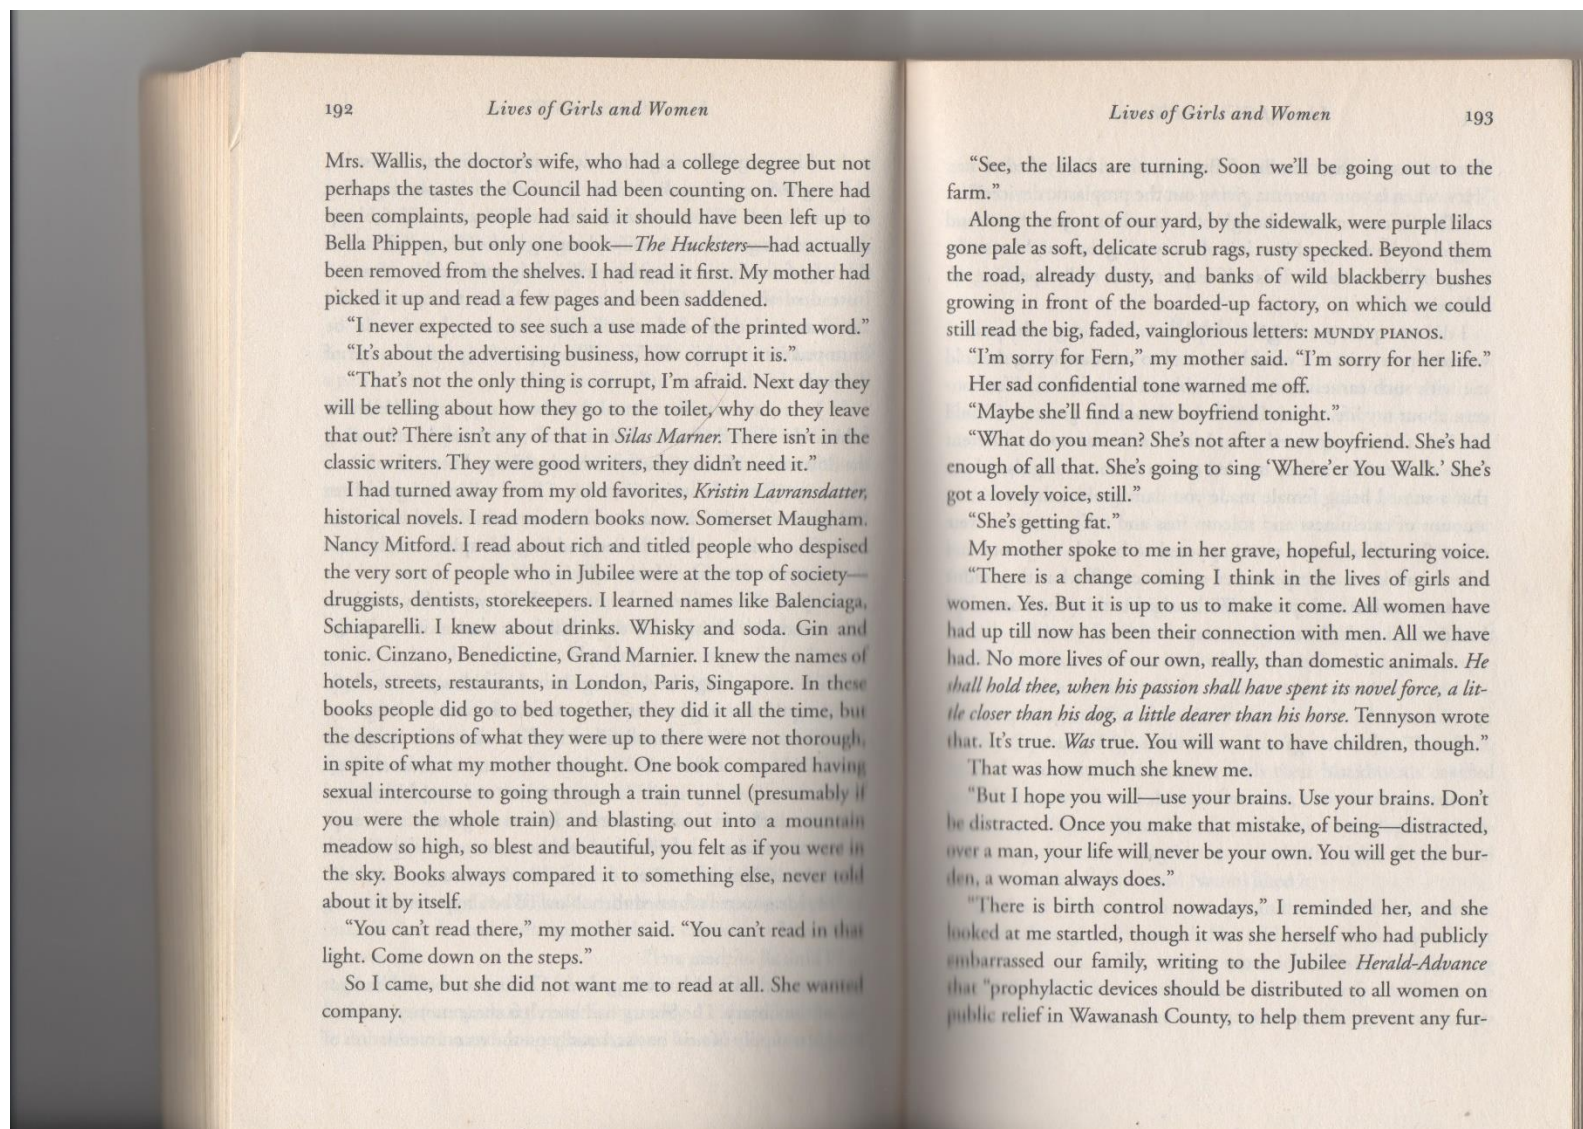 192
Lives of Girls and Women
Mrs. Wallis, the doctor's wife, who had a college degree but not
perhaps the tastes the Council had been counting on. There had
been complaints, people had said it should have been left up to
Bella Phippen, but only one book—The Hucksters—had actually
been removed from the shelves. I had read it first. My mother had
picked it up and read a few pages and been saddened.
“I never expected to see such a use made of the printed word.”
“It's about the advertising business, how corrupt it is.”
“That's not the only thing is corrupt, I'm afraid. Next day they
will be telling about how they go to the toilet, why do they leave
that out? There isn't any of that in Silas Marner. There isn't in the
classic writers. They were good writers, they didn't need it.”
I had turned away from my old favorites, Kristin Lavransdatter,
historical novels. I read modern books now. Somerset Maugham.
Nancy Mitford. I read about rich and titled people who despised
the very sort of people who in Jubilee were at the top of society—
druggists, dentists, storekeepers. I learned names like Balenciaga,
Schiaparelli. I knew about drinks. Whisky and soda. Gin and
tonic. Cinzano, Benedictine, Grand Marnier. I knew the names of
hotels, streets, restaurants, in London, Paris, Singapore. In these
books people did go to bed together, they did it all the time, but
the descriptions of what they were up to there were not thorough,
in spite of what my mother thought. One book compared having
sexual intercourse to going through a train tunnel (presumably if
you were the whole train) and blasting out into a mountain
meadow so high, so blest and beautiful, you felt as if you were in
the sky. Books always compared it to something else, never told
about it by itself.
“You can't read there,” my mother said. “You can't read in that
light. Come down on the steps.”
So I came, but she did not want me to read at all. She wanted
company.
Lives of Girls and Women
193
“See, the lilacs are turning. Soon we'll be going out to the
farm.”
Along the front of our yard, by the sidewalk, were purple lilacs
gone pale as soft, delicate scrub rags, rusty specked. Beyond them
the road, already dusty, and banks of wild blackberry bushes
growing in front of the boarded-up factory, on which we could
still read the big, faded, vainglorious letters: MUNDY PIANOS.
“I'm sorry for Fern,” my mother said. “I'm sorry for her life.”
Her sad confidential tone warned me off.
“Maybe she'll find a new boyfriend tonight.”
“What do you mean? She's not after a new boyfriend. She's had
enough of all that. She's going to sing ‘Where'er You Walk.’ She's
got a lovely voice, still.”
“She's getting fat.”
My mother spoke to me in her grave, hopeful, lecturing voice.
“There is a change coming I think in the lives of girls and
women. Yes. But it is up to us to make it come. All women have
had up till now has been their connection with men. All we have
had. No more lives of our own, really, than domestic animals. He
shall hold thee, when his passion shall have spent its novel force, a lit-
tle closer than his dog, a little dearer than his horse. Tennyson wrote
that. It's true. Was true. You will want to have children, though.”
That was how much she knew me.
“But I hope you will—use your brains. Use your brains. Don't
be distracted. Once you make that mistake, of being—distracted,
over a man, your life will never be your own. You will get the bur-
den, a woman always does.”
“There is birth control nowadays,” I reminded her, and she
looked at me startled, though it was she herself who had publicly
embarrassed our family, writing to the Jubilee Herald-Advance
that “prophylactic devices should be distributed to all women on
public relief in Wawanash County, to help them prevent any fur-